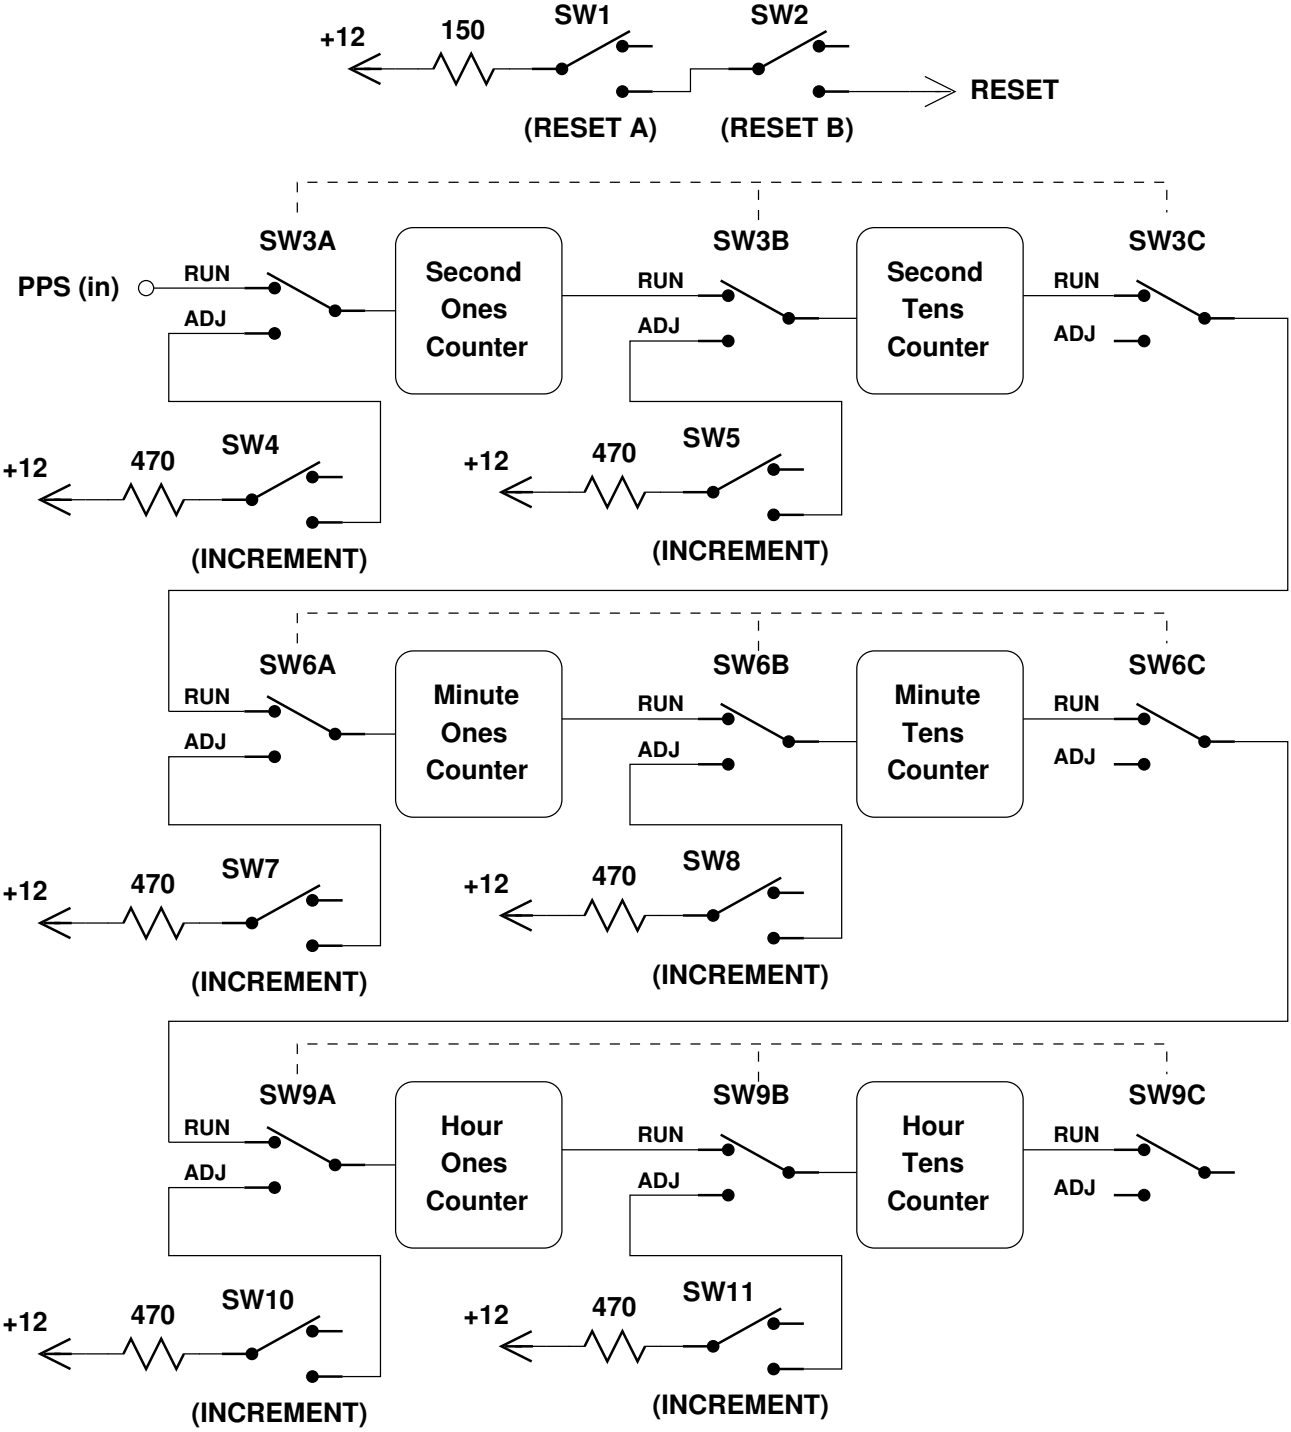 SW1 SW2
+12 150
RESET
(RESET A) (RESET B)
SW3A SW3B SW3C
PPS (in) RUN
ADJ
Second
Ones
Counter
RUN
ADJ
Second
Tens
Counter
RUN
ADJ
+12 470 SW4
(INCREMENT)
+12 470 SW5
(INCREMENT)
SW6A SW6B SW6C
RUN
ADJ
Minute
Ones
Counter
RUN
ADJ
Minute
Tens
Counter
RUN
ADJ
+12 470 SW7
(INCREMENT)
+12 470 SW8
(INCREMENT)
SW9A SW9B SW9C
RUN
ADJ
Hour
Ones
Counter
RUN
ADJ
Hour
Tens
Counter
RUN
ADJ
+12 470 SW10
(INCREMENT)
+12 470 SW11
(INCREMENT)